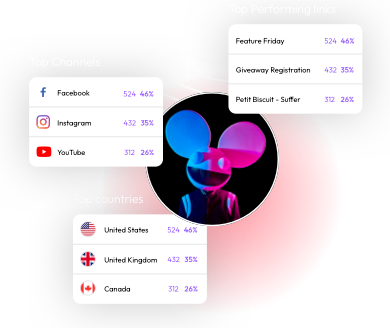 Top Performing links
Feature Friday 524 46%
Giveaway Registration 432 35%
Petit Biscuit - Suffer 312 26%
Top Channels
Facebook 524 46%
Instagram 432 35%
YouTube 312 26%
countries
United States 524 46%
United Kingdom 432 35%
Canada 312 26%